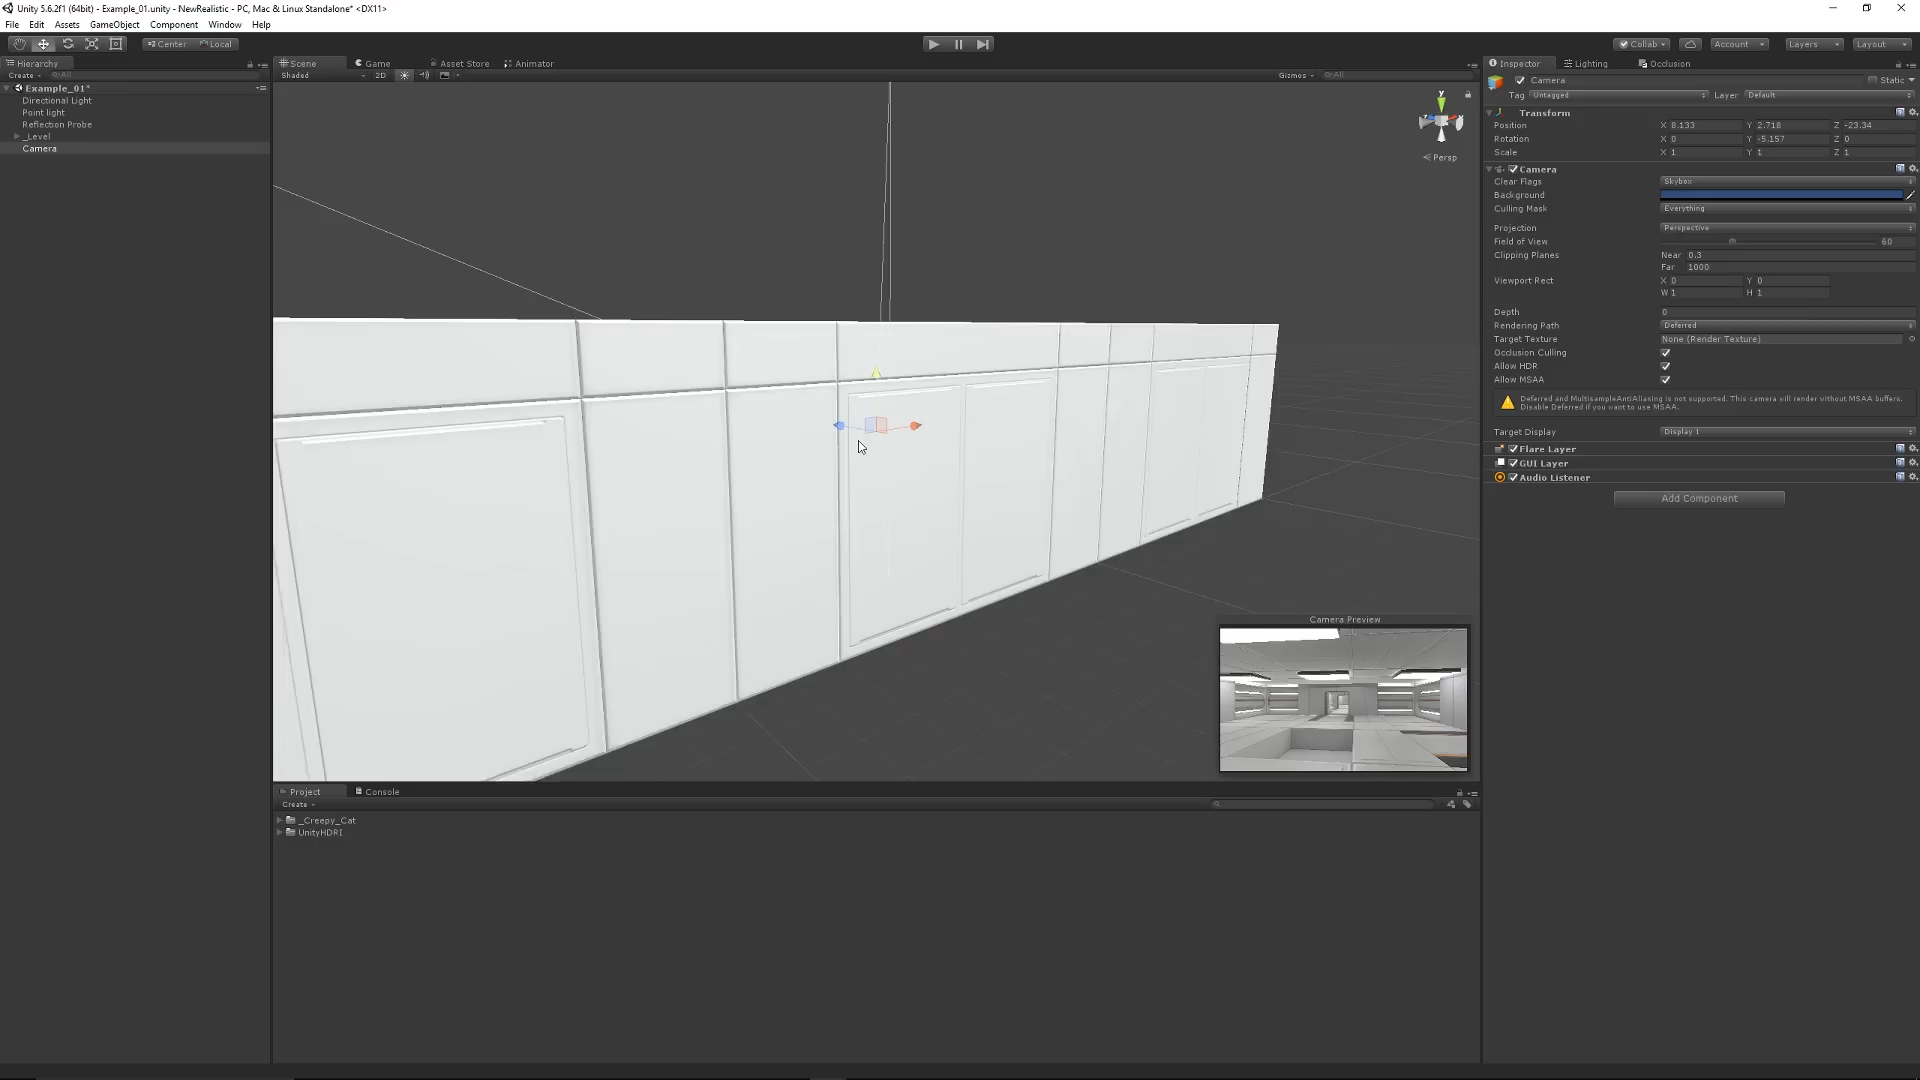 Unity 5.6.2f1 (64bit) - Example_01.unity - NewRealistic - PC, Mac & Linux Standalone* <DX11>
File Edit Assets GameObject Component Window Help
Center Local
Collab Account Layers Layout
Hierarchy
Create All
Example_01*
Directional Light
Point light
Reflection Probe
_Level
Camera
Scene Game Asset Store Animator
Shaded 2D Gizmos All
y
Persp
Camera Preview
Project Console
Create
_Creepy_Cat
UnityHDRI
Inspector Lighting Occlusion
Camera Static
Tag Untagged Layer Default
Transform
Position X 8.133 Y 2.718 Z -23.34
Rotation X 0 Y -5.157 Z 0
Scale X 1 Y 1 Z 1
Camera
Clear Flags Skybox
Background
Culling Mask Everything
Projection Perspective
Field of View 60
Clipping Planes Near 0.3
Far 1000
Viewport Rect X 0 Y 0
W 1 H 1
Depth 0
Rendering Path Deferred
Target Texture None (Render Texture)
Occlusion Culling
Allow HDR
Allow MSAA
Deferred and MultisampleAntiAliasing is not supported. This camera will render without MSAA buffers.
Disable Deferred if you want to use MSAA.
Target Display Display 1
Flare Layer
GUI Layer
Audio Listener
Add Component